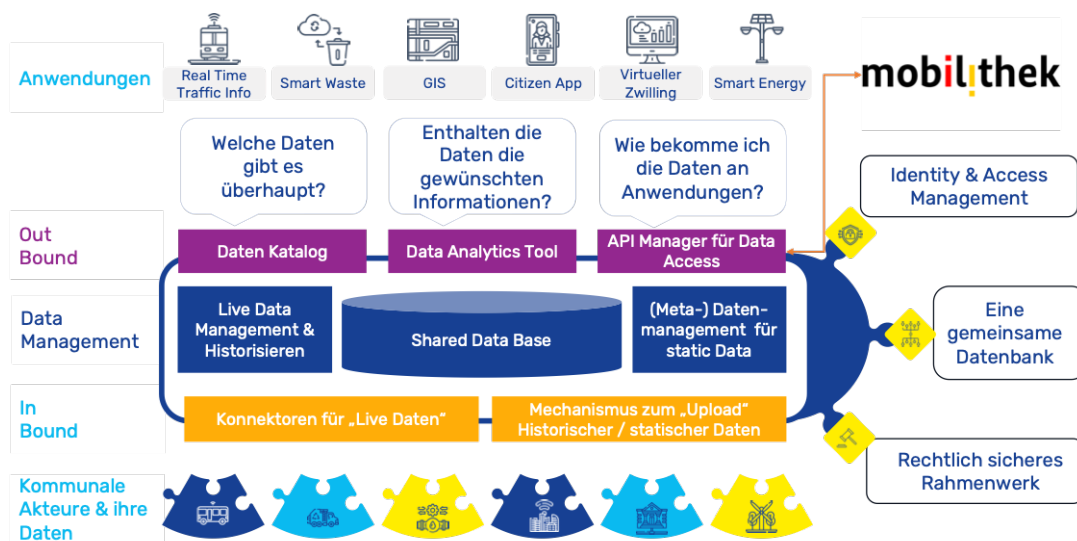 Anwendungen
Real Time
Traffic Info
Smart Waste
GIS
Citizen App
Virtueller
Zwilling
Smart Energy
mobilithek
Welche Daten
gibt es
überhaupt?
Enthalten die
Daten die
gewünschten
Informationen?
Wie bekomme ich
die Daten an
Anwendungen?
Identity & Access
Management
Out
Bound
Daten Katalog
Data Analytics Tool
API Manager für Data
Access
Data
Management
Live Data
Management &
Historisieren
Shared Data Base
(Meta-) Daten-
management für
static Data
Eine
gemeinsame
Datenbank
In
Bound
Konnektoren für „Live Daten“
Mechanismus zum „Upload“
Historischer / statischer Daten
Rechtlich sicheres
Rahmenwerk
Kommunale
Akteure & ihre
Daten